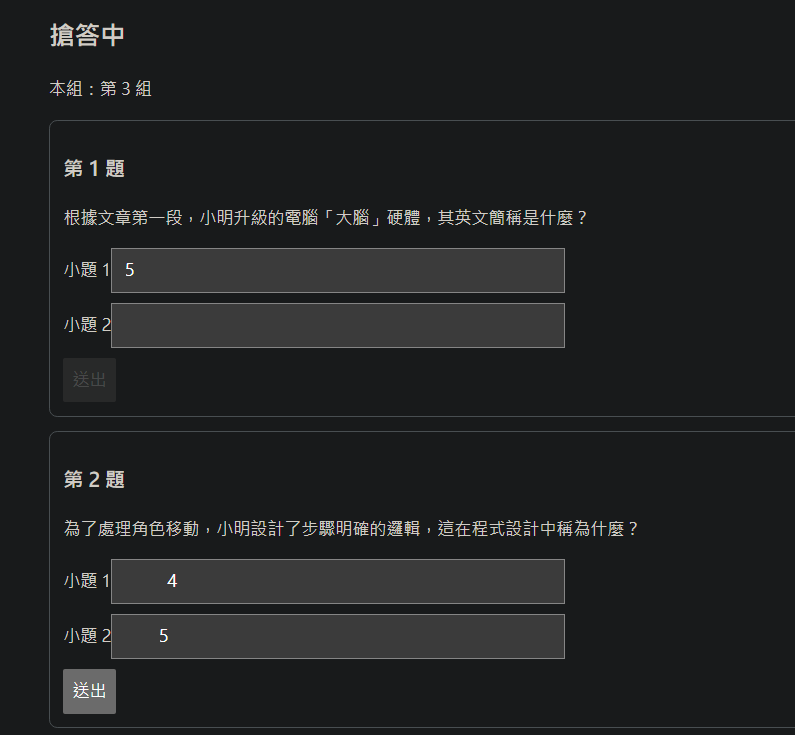 搶答中
本組：第 3 組
第 1 題
根據文章第一段，小明升級的電腦「大腦」硬體，其英文簡稱是什麼？
小題 1 5
小題 2
送出
第 2 題
為了處理角色移動，小明設計了步驟明確的邏輯，這在程式設計中稱為什麼？
小題 1 4
小題 2 5
送出